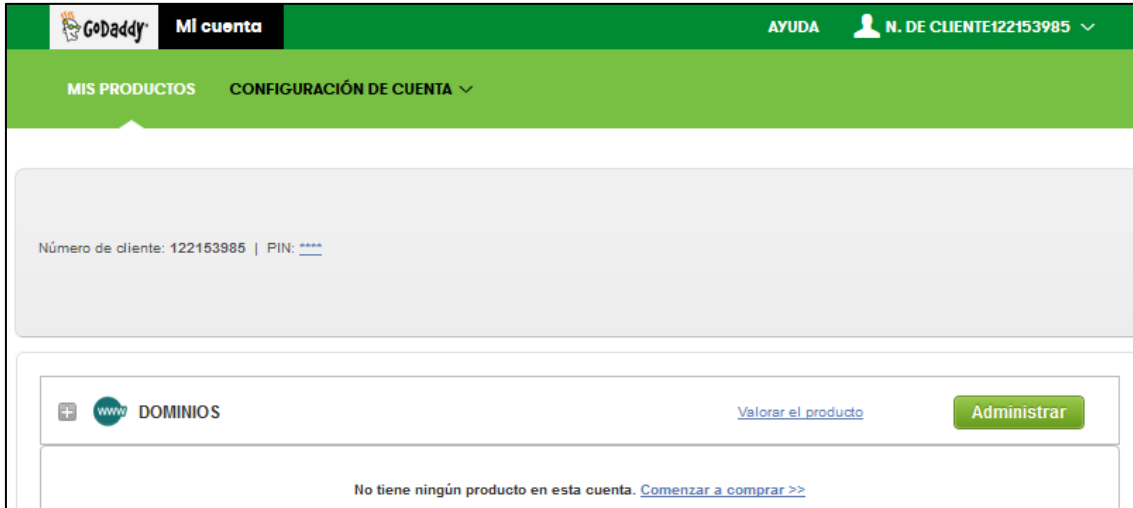 GoDaddy Mi cuenta AYUDA N. DE CLIENTE122153985
MIS PRODUCTOS CONFIGURACIÓN DE CUENTA
Número de cliente: 122153985 | PIN: ****
www DOMINIOS Valorar el producto Administrar
No tiene ningún producto en esta cuenta. Comenzar a comprar >>